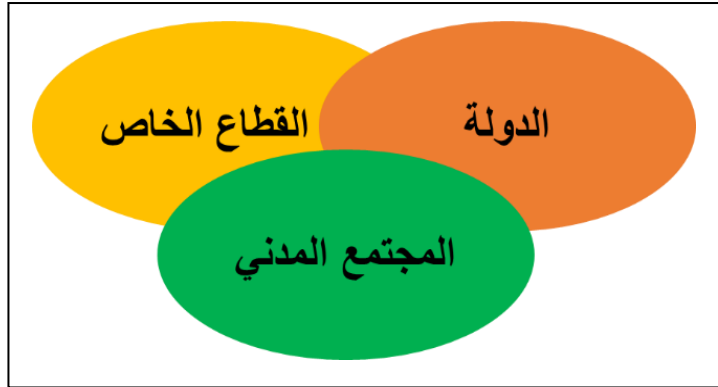 الدولة
القطاع الخاص
المجتمع المدني